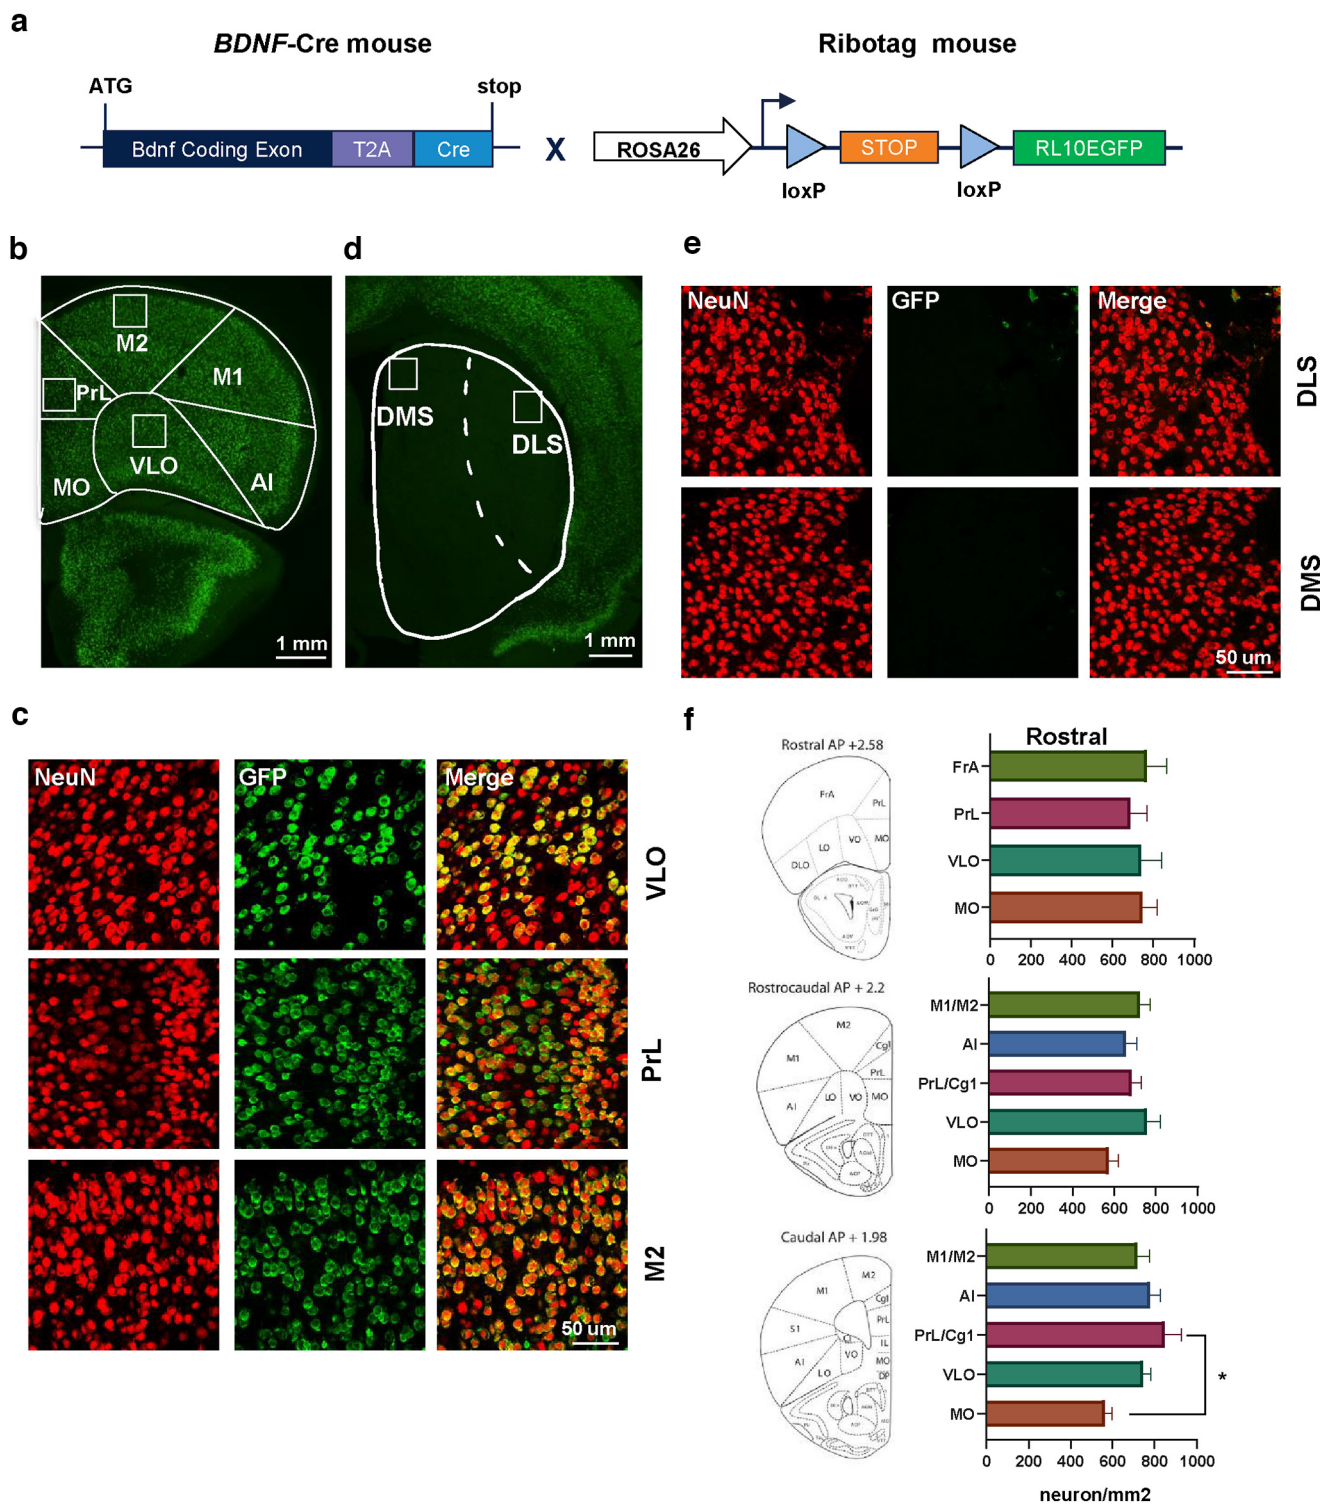 a
BDNF-Cre mouse
Ribotag mouse
ATG
stop
Bdnf Coding Exon
T2A
Cre
X
ROSA26
loxP
STOP
loxP
RL10EGFP
b
M2
PrL
M1
VLO
MO
AI
1 mm
d
DMS
DLS
1 mm
e
NeuN
GFP
Merge
DLS
DMS
50 um
c
NeuN
GFP
Merge
VLO
PrL
M2
50 um
f
Rostral AP +2.58
FrA
PrL
MO
VO
LO
DLO
Rostral
FrA
PrL
VLO
MO
0 200 400 600 800 1000
Rostrocaudal AP + 2.2
M2
Cg1
M1
PrL
AI
LO
VO
MO
M1/M2
AI
PrL/Cg1
VLO
MO
0 200 400 600 800 1000
Caudal AP + 1.98
M2
M1
Cg1
PrL
S1
IL
VO
AI
MO
LO
DP
M1/M2
AI
PrL/Cg1
VLO
MO
*
0 200 400 600 800 1000
neuron/mm2